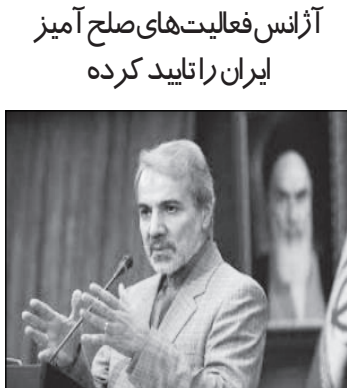 آژانس فعالیت‌های صلح آمیز
ایران را تایید کرده